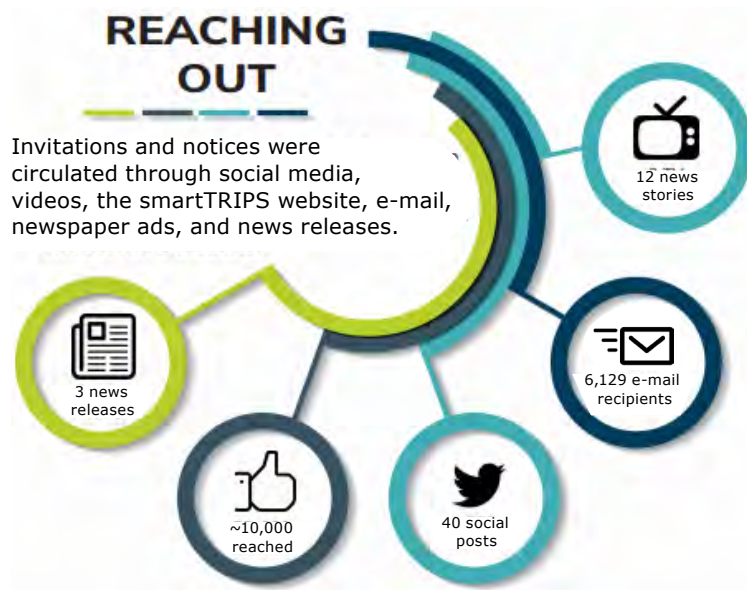 REACHING
OUT
Invitations and notices were
circulated through social media,
videos, the smartTRIPS website, e-mail,
newspaper ads, and news releases.
12 news
stories
6,129 e-mail
recipients
40 social
posts
~10,000
reached
3 news
releases